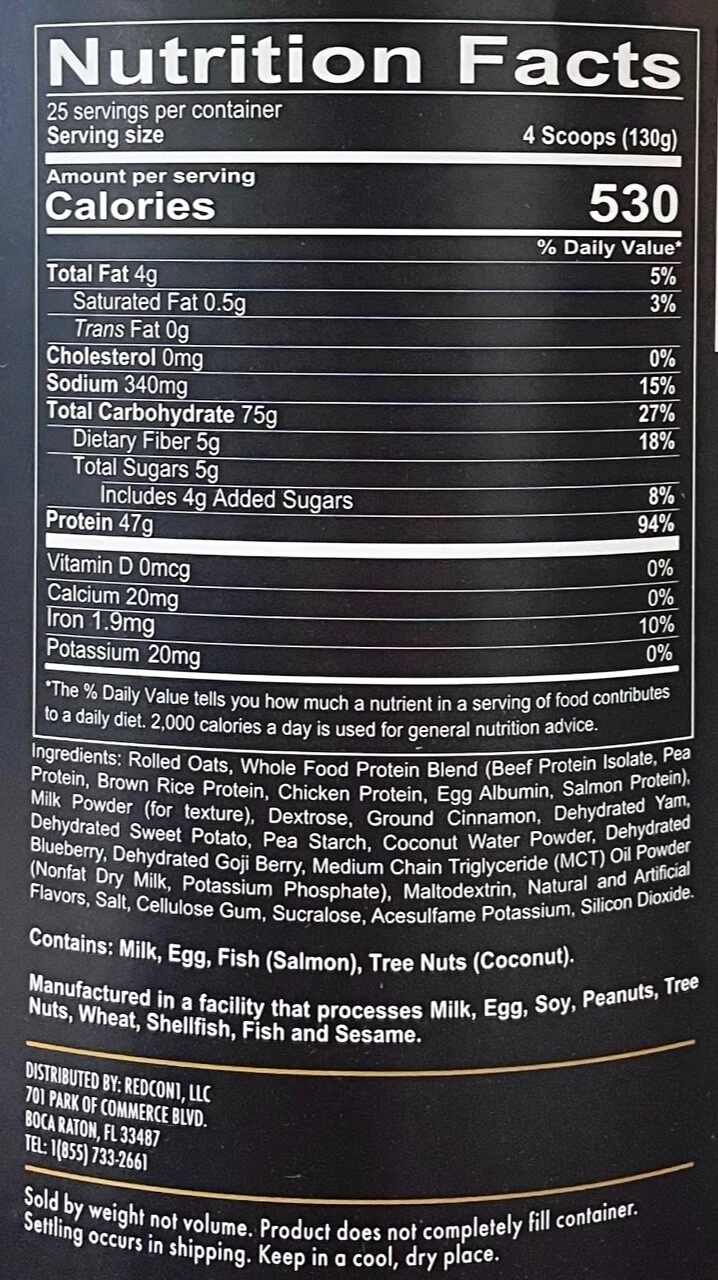 Nutrition Facts
25 servings per container
Serving size 4 Scoops (130g)
Amount per serving
Calories 530
% Daily Value*
Total Fat 4g 5%
Saturated Fat 0.5g 3%
Trans Fat 0g
Cholesterol 0mg 0%
Sodium 340mg 15%
Total Carbohydrate 75g 27%
Dietary Fiber 5g 18%
Total Sugars 5g
Includes 4g Added Sugars 8%
Protein 47g 94%
Vitamin D 0mcg 0%
Calcium 20mg 0%
Iron 1.9mg 10%
Potassium 20mg 0%
*The % Daily Value tells you how much a nutrient in a serving of food contributes
to a daily diet. 2,000 calories a day is used for general nutrition advice.
Ingredients: Rolled Oats, Whole Food Protein Blend (Beef Protein Isolate, Pea
Protein, Brown Rice Protein, Chicken Protein, Egg Albumin, Salmon Protein),
Milk Powder (for texture), Dextrose, Ground Cinnamon, Dehydrated Yam,
Dehydrated Sweet Potato, Pea Starch, Coconut Water Powder, Dehydrated
Blueberry, Dehydrated Goji Berry, Medium Chain Triglyceride (MCT) Oil Powder
(Nonfat Dry Milk, Potassium Phosphate), Maltodextrin, Natural and Artificial
Flavors, Salt, Cellulose Gum, Sucralose, Acesulfame Potassium, Silicon Dioxide.
Contains: Milk, Egg, Fish (Salmon), Tree Nuts (Coconut).
Manufactured in a facility that processes Milk, Egg, Soy, Peanuts, Tree
Nuts, Wheat, Shellfish, Fish and Sesame.
DISTRIBUTED BY: REDCON1, LLC
701 PARK OF COMMERCE BLVD.
BOCA RATON, FL 33487
TEL: 1(855) 733-2661
Sold by weight not volume. Product does not completely fill container.
Settling occurs in shipping. Keep in a cool, dry place.